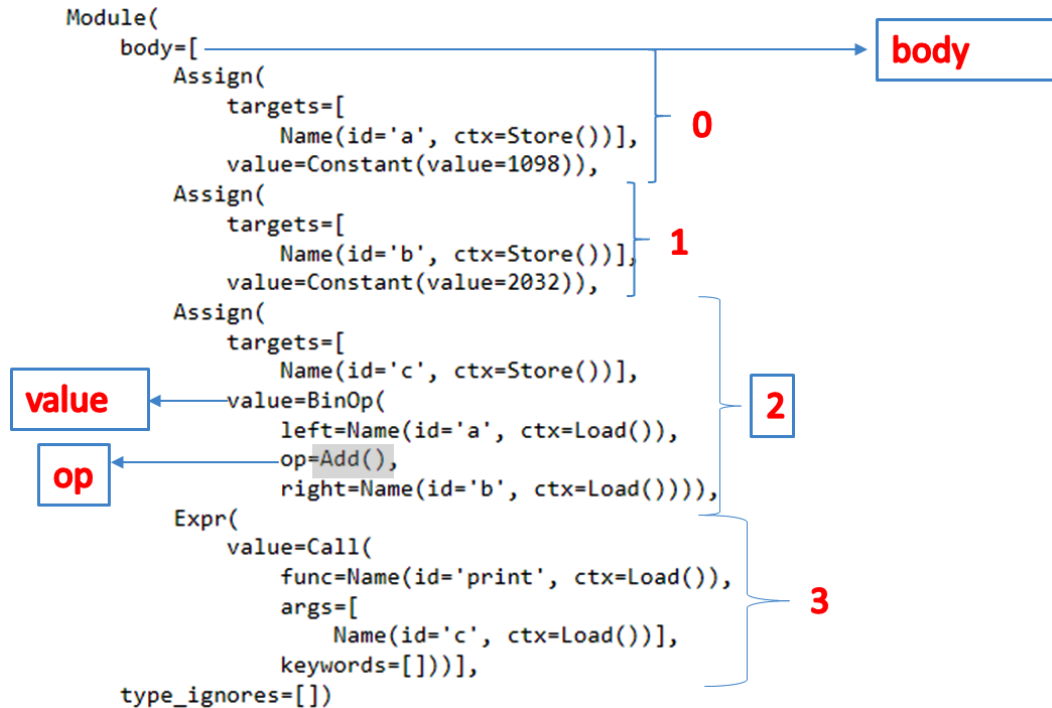 Module(
body=[
body
Assign(
targets=[
Name(id='a', ctx=Store())],
0
value=Constant(value=1098)),
Assign(
targets=[
1
Name(id='b', ctx=Store())],
value=Constant(value=2032)),
Assign(
targets=[
Name(id='c', ctx=Store())],
value
value=BinOp(
2
left=Name(id='a', ctx=Load()),
op
op=Add(),
right=Name(id='b', ctx=Load()))),
Expr(
value=Call(
func=Name(id='print', ctx=Load()),
3
args=[
Name(id='c', ctx=Load())],
keywords=[]))],
type_ignores=[])